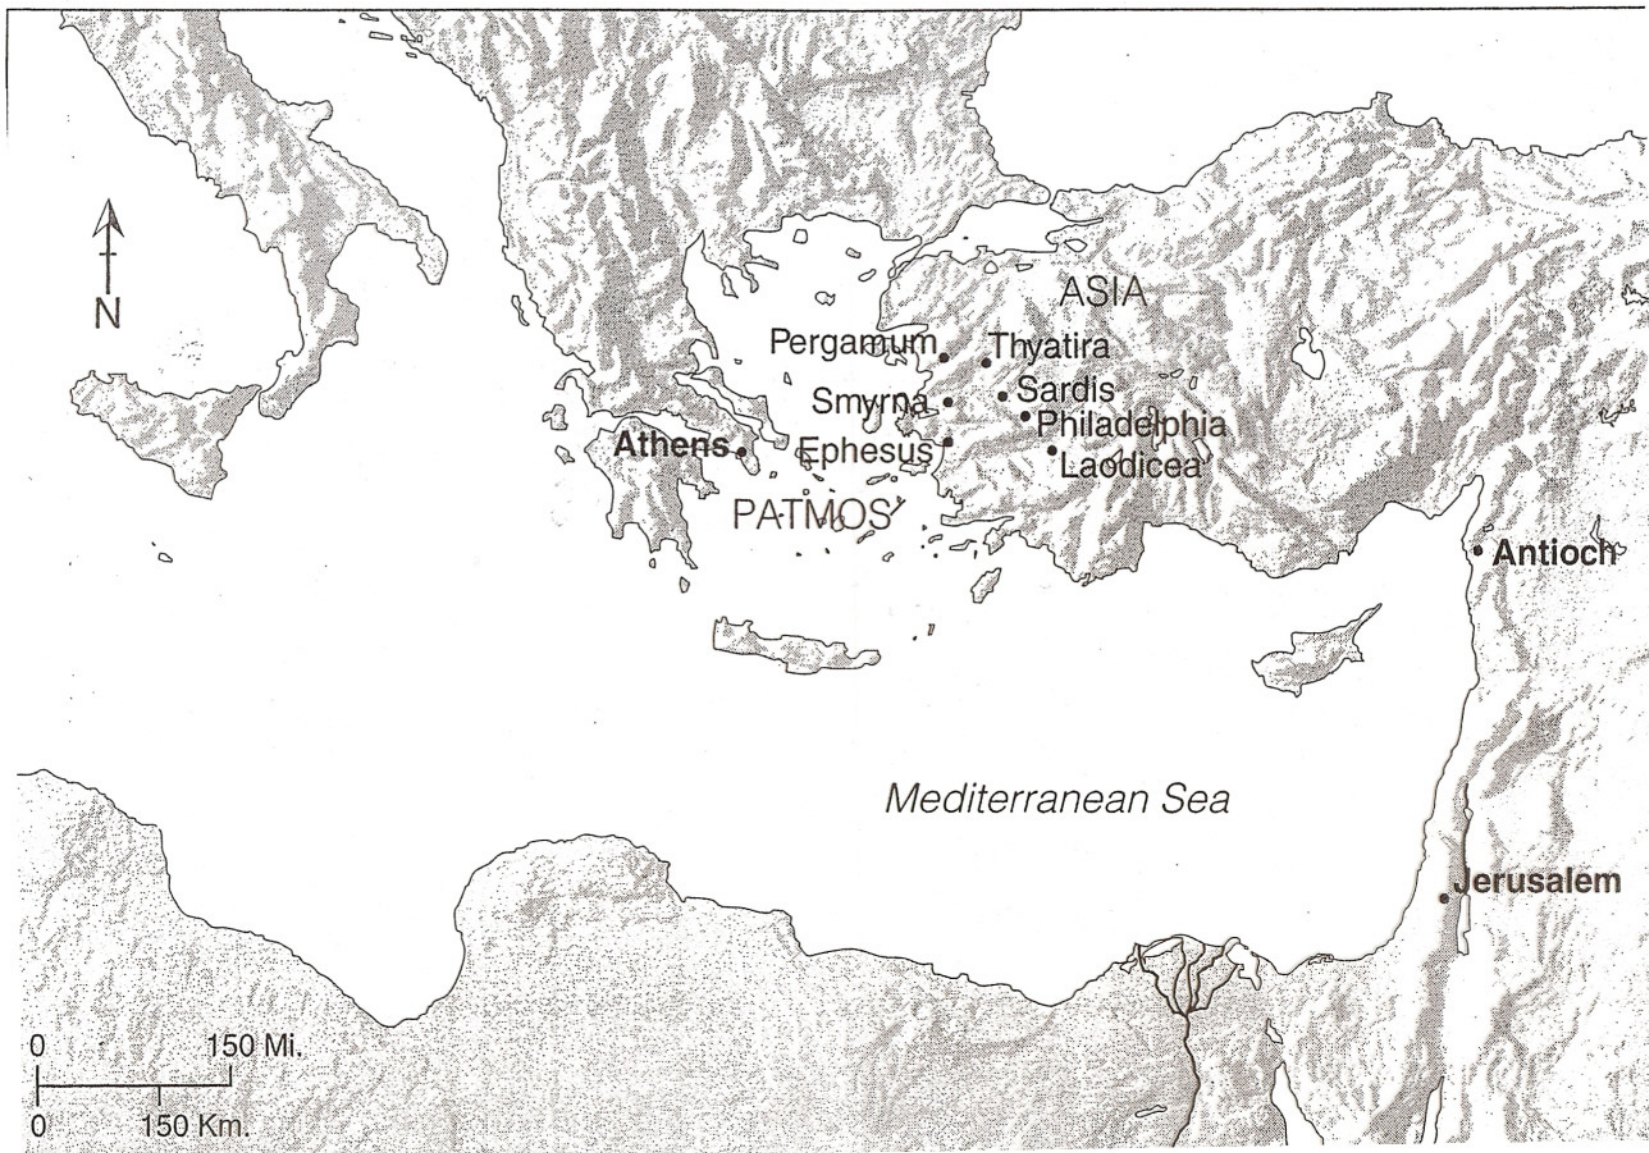 N
ASIA
Pergamum
Thyatira
Smyrna
Sardis
Philadelphia
Athens
Ephesus
Laodicea
PATMOS
Antioch
Mediterranean Sea
Jerusalem
0 150 Mi.
0 150 Km.